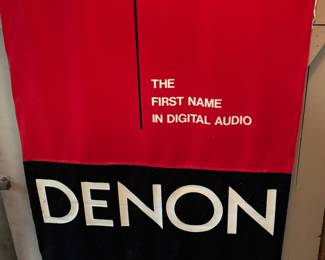 THE
FIRST NAME
IN DIGITAL AUDIO
DENON